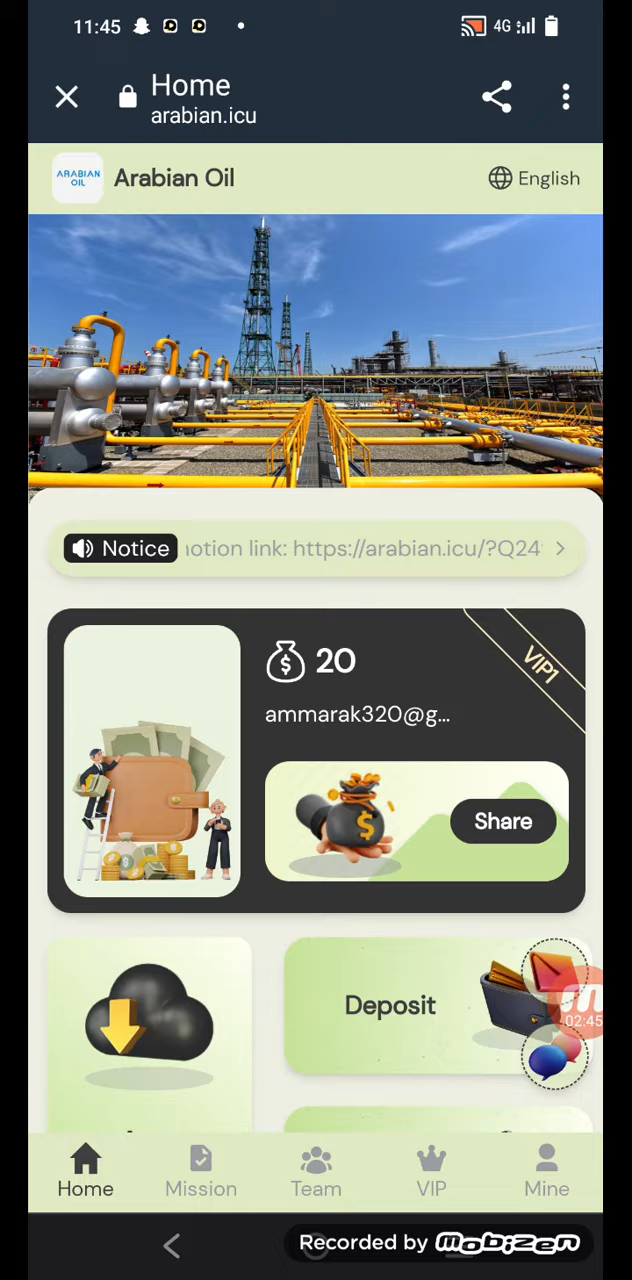 11:45
4G
Home
arabian.icu
ARABIAN
OIL
Arabian Oil
English
Notice
notion link: https://arabian.icu/?Q24
20
VIP1
ammarak320@g...
Share
Deposit
02:45
Home
Mission
Team
VIP
Mine
Recorded by mobizen